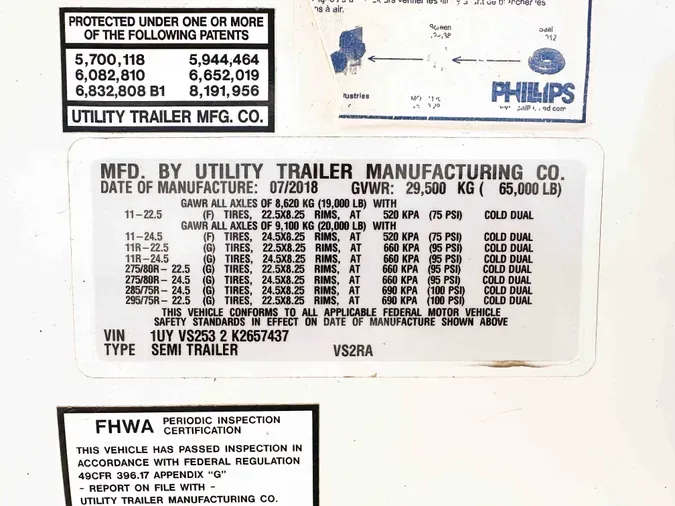 PROTECTED UNDER ONE OR MORE
OF THE FOLLOWING PATENTS
5,700,118 5,944,464
6,082,810 6,652,019
6,832,808 B1 8,191,956
UTILITY TRAILER MFG. CO.
ns à air.
Screen
Seal
ustries
PHILLIPS
MFD. BY UTILITY TRAILER MANUFACTURING CO.
DATE OF MANUFACTURE: 07/2018 GVWR: 29,500 KG ( 65,000 LB)
GAWR ALL AXLES OF 8,620 KG (19,000 LB) WITH
11-22.5 (F) TIRES, 22.5X8.25 RIMS, AT 520 KPA (75 PSI) COLD DUAL
GAWR ALL AXLES OF 9,100 KG (20,000 LB) WITH
11-24.5 (F) TIRES, 24.5X8.25 RIMS, AT 520 KPA (75 PSI) COLD DUAL
11R-22.5 (G) TIRES, 22.5X8.25 RIMS, AT 660 KPA (95 PSI) COLD DUAL
11R-24.5 (G) TIRES, 24.5X8.25 RIMS, AT 660 KPA (95 PSI) COLD DUAL
275/80R- 22.5 (G) TIRES, 22.5X8.25 RIMS, AT 660 KPA (95 PSI) COLD DUAL
275/80R- 24.5 (G) TIRES, 24.5X8.25 RIMS, AT 660 KPA (95 PSI) COLD DUAL
285/75R- 24.5 (G) TIRES, 24.5X8.25 RIMS, AT 690 KPA (100 PSI) COLD DUAL
295/75R- 22.5 (G) TIRES, 22.5X8.25 RIMS, AT 690 KPA (100 PSI) COLD DUAL
THIS VEHICLE CONFORMS TO ALL APPLICABLE FEDERAL MOTOR VEHICLE
SAFETY STANDARDS IN EFFECT ON DATE OF MANUFACTURE SHOWN ABOVE
VIN 1UY VS253 2 K2657437
TYPE SEMI TRAILER VS2RA
FHWA PERIODIC INSPECTION
CERTIFICATION
THIS VEHICLE HAS PASSED INSPECTION IN
ACCORDANCE WITH FEDERAL REGULATION
49CFR 396.17 APPENDIX "G"
- REPORT ON FILE WITH -
UTILITY TRAILER MANUFACTURING CO.